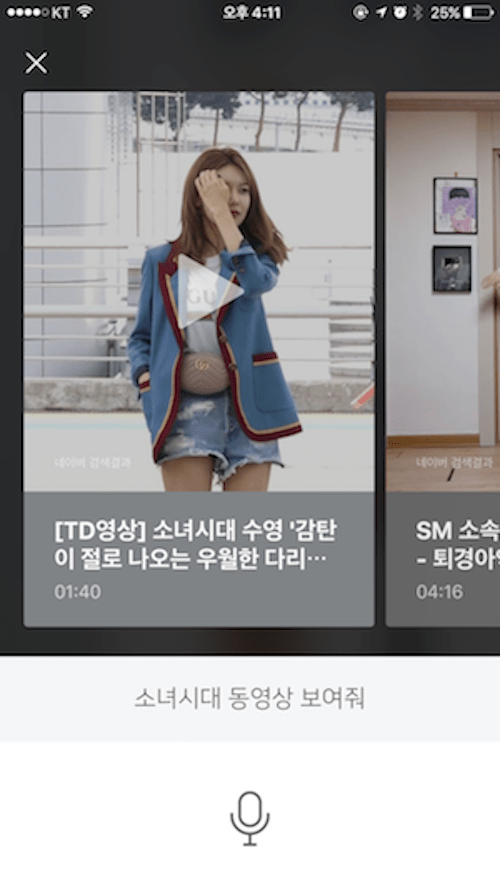 KT
오후 4:11
25%
GU
네이버 검색결과
[TD영상] 소녀시대 수영 '감탄
이 절로 나오는 우월한 다리…
01:40
네이버 검색결과
SM 소속
- 퇴경아
04:16
소녀시대 동영상 보여줘